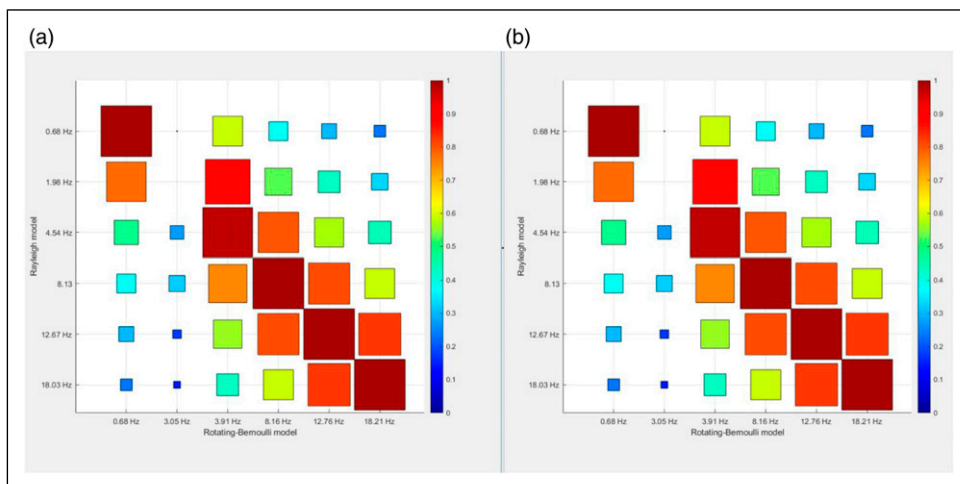 (a)
(b)
0.68 Hz
1.98 Hz
4.54 Hz
8.13
12.67 Hz
18.03 Hz
Rayleigh model
0.68 Hz 3.05 Hz 3.91 Hz 8.16 Hz 12.76 Hz 18.21 Hz
Rotating-Bernoulli model
1
0.9
0.8
0.7
0.6
0.5
0.4
0.3
0.2
0.1
0
0.68 Hz
1.98 Hz
4.54 Hz
8.13
12.67 Hz
18.03 Hz
Rayleigh model
0.68 Hz 3.05 Hz 3.91 Hz 8.16 Hz 12.76 Hz 18.21 Hz
Rotating-Bernoulli model
1
0.9
0.8
0.7
0.6
0.5
0.4
0.3
0.2
0.1
0